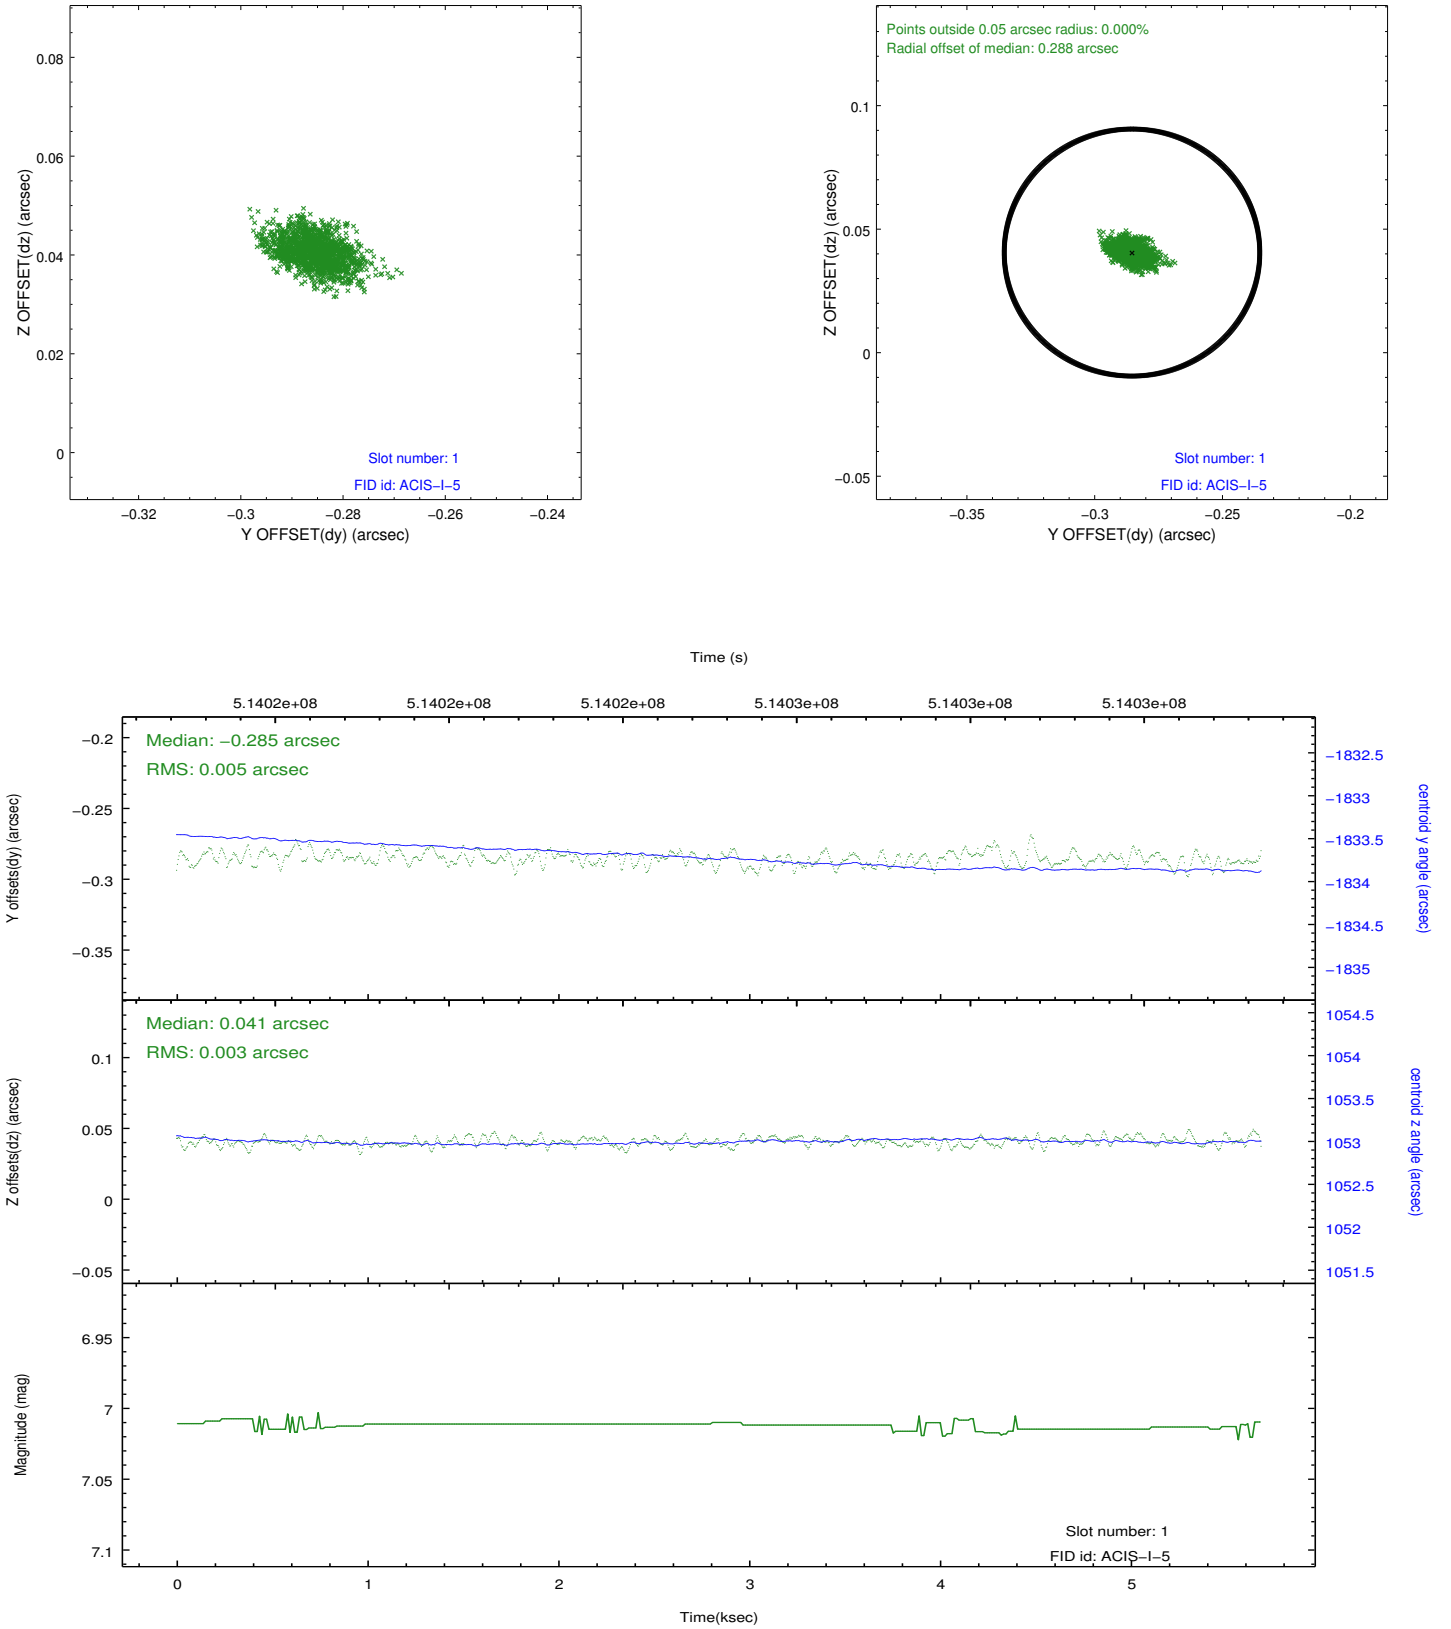 0.08
0.06
0.04
0.02
0
Z OFFSET(dz) (arcsec)
Slot number: 1
FID id: ACIS−I−5
−0.32
−0.3
−0.28
−0.26
−0.24
Y OFFSET(dy) (arcsec)
Points outside 0.05 arcsec radius: 0.000%
Radial offset of median: 0.288 arcsec
0.1
0.05
0
−0.05
Z OFFSET(dz) (arcsec)
Slot number: 1
FID id: ACIS−I−5
−0.35
−0.3
−0.25
−0.2
Y OFFSET(dy) (arcsec)
Time (s)
5.1402e+08
5.1402e+08
5.1402e+08
5.1403e+08
5.1403e+08
5.1403e+08
Median: −0.285 arcsec
RMS: 0.005 arcsec
−0.2
−0.25
−0.3
−0.35
Y offsets(dy) (arcsec)
−1832.5
−1833
−1833.5
−1834
−1834.5
−1835
centroid y angle (arcsec)
Median: 0.041 arcsec
RMS: 0.003 arcsec
0.1
0.05
0
−0.05
Z offsets(dz) (arcsec)
1054.5
1054
1053.5
1053
1052.5
1052
1051.5
centroid z angle (arcsec)
6.95
7
7.05
7.1
Magnitude (mag)
Slot number: 1
FID id: ACIS−I−5
0
1
2
3
4
5
Time(ksec)